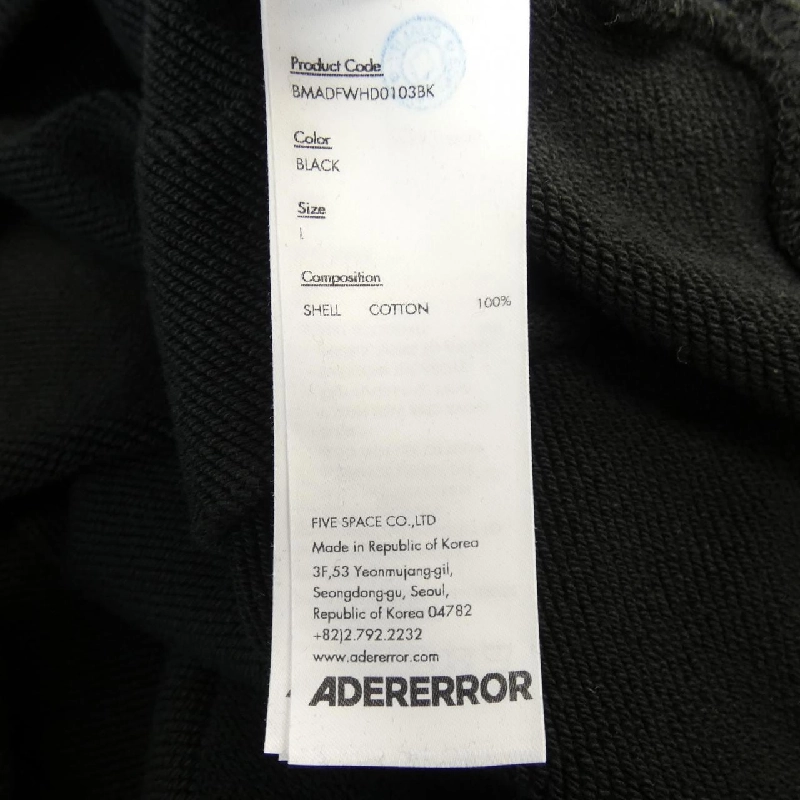 Product Code
BMADFWHD0103BK
Color
BLACK
Size
L
Composition
SHELL COTTON 100%
FIVE SPACE CO.,LTD
Made in Republic of Korea
3F,53 Yeonmujang-gil,
Seongdong-gu, Seoul,
Republic of Korea 04782
+82)2.792.2232
www.adererror.com
ADERERROR